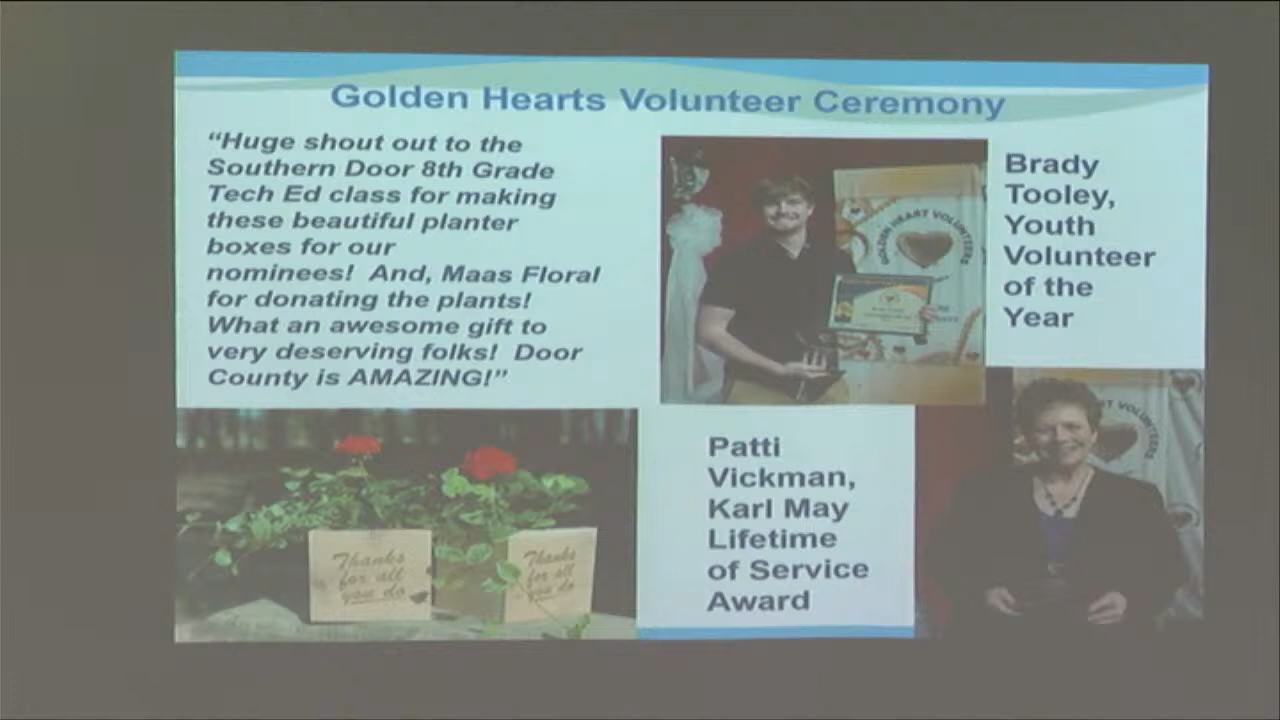 Golden Hearts Volunteer Ceremony
“Huge shout out to the
Southern Door 8th Grade
Tech Ed class for making
these beautiful planter
boxes for our
nominees!  And, Maas Floral
for donating the plants!
What an awesome gift to
very deserving folks!  Door
County is AMAZING!”
GOLDEN HEART VOLUNTEERS
Brady
Tooley,
Youth
Volunteer
of the
Year
Thanks
for all
you do
Thanks
for all
you do
Patti
Vickman,
Karl May
Lifetime
of Service
Award